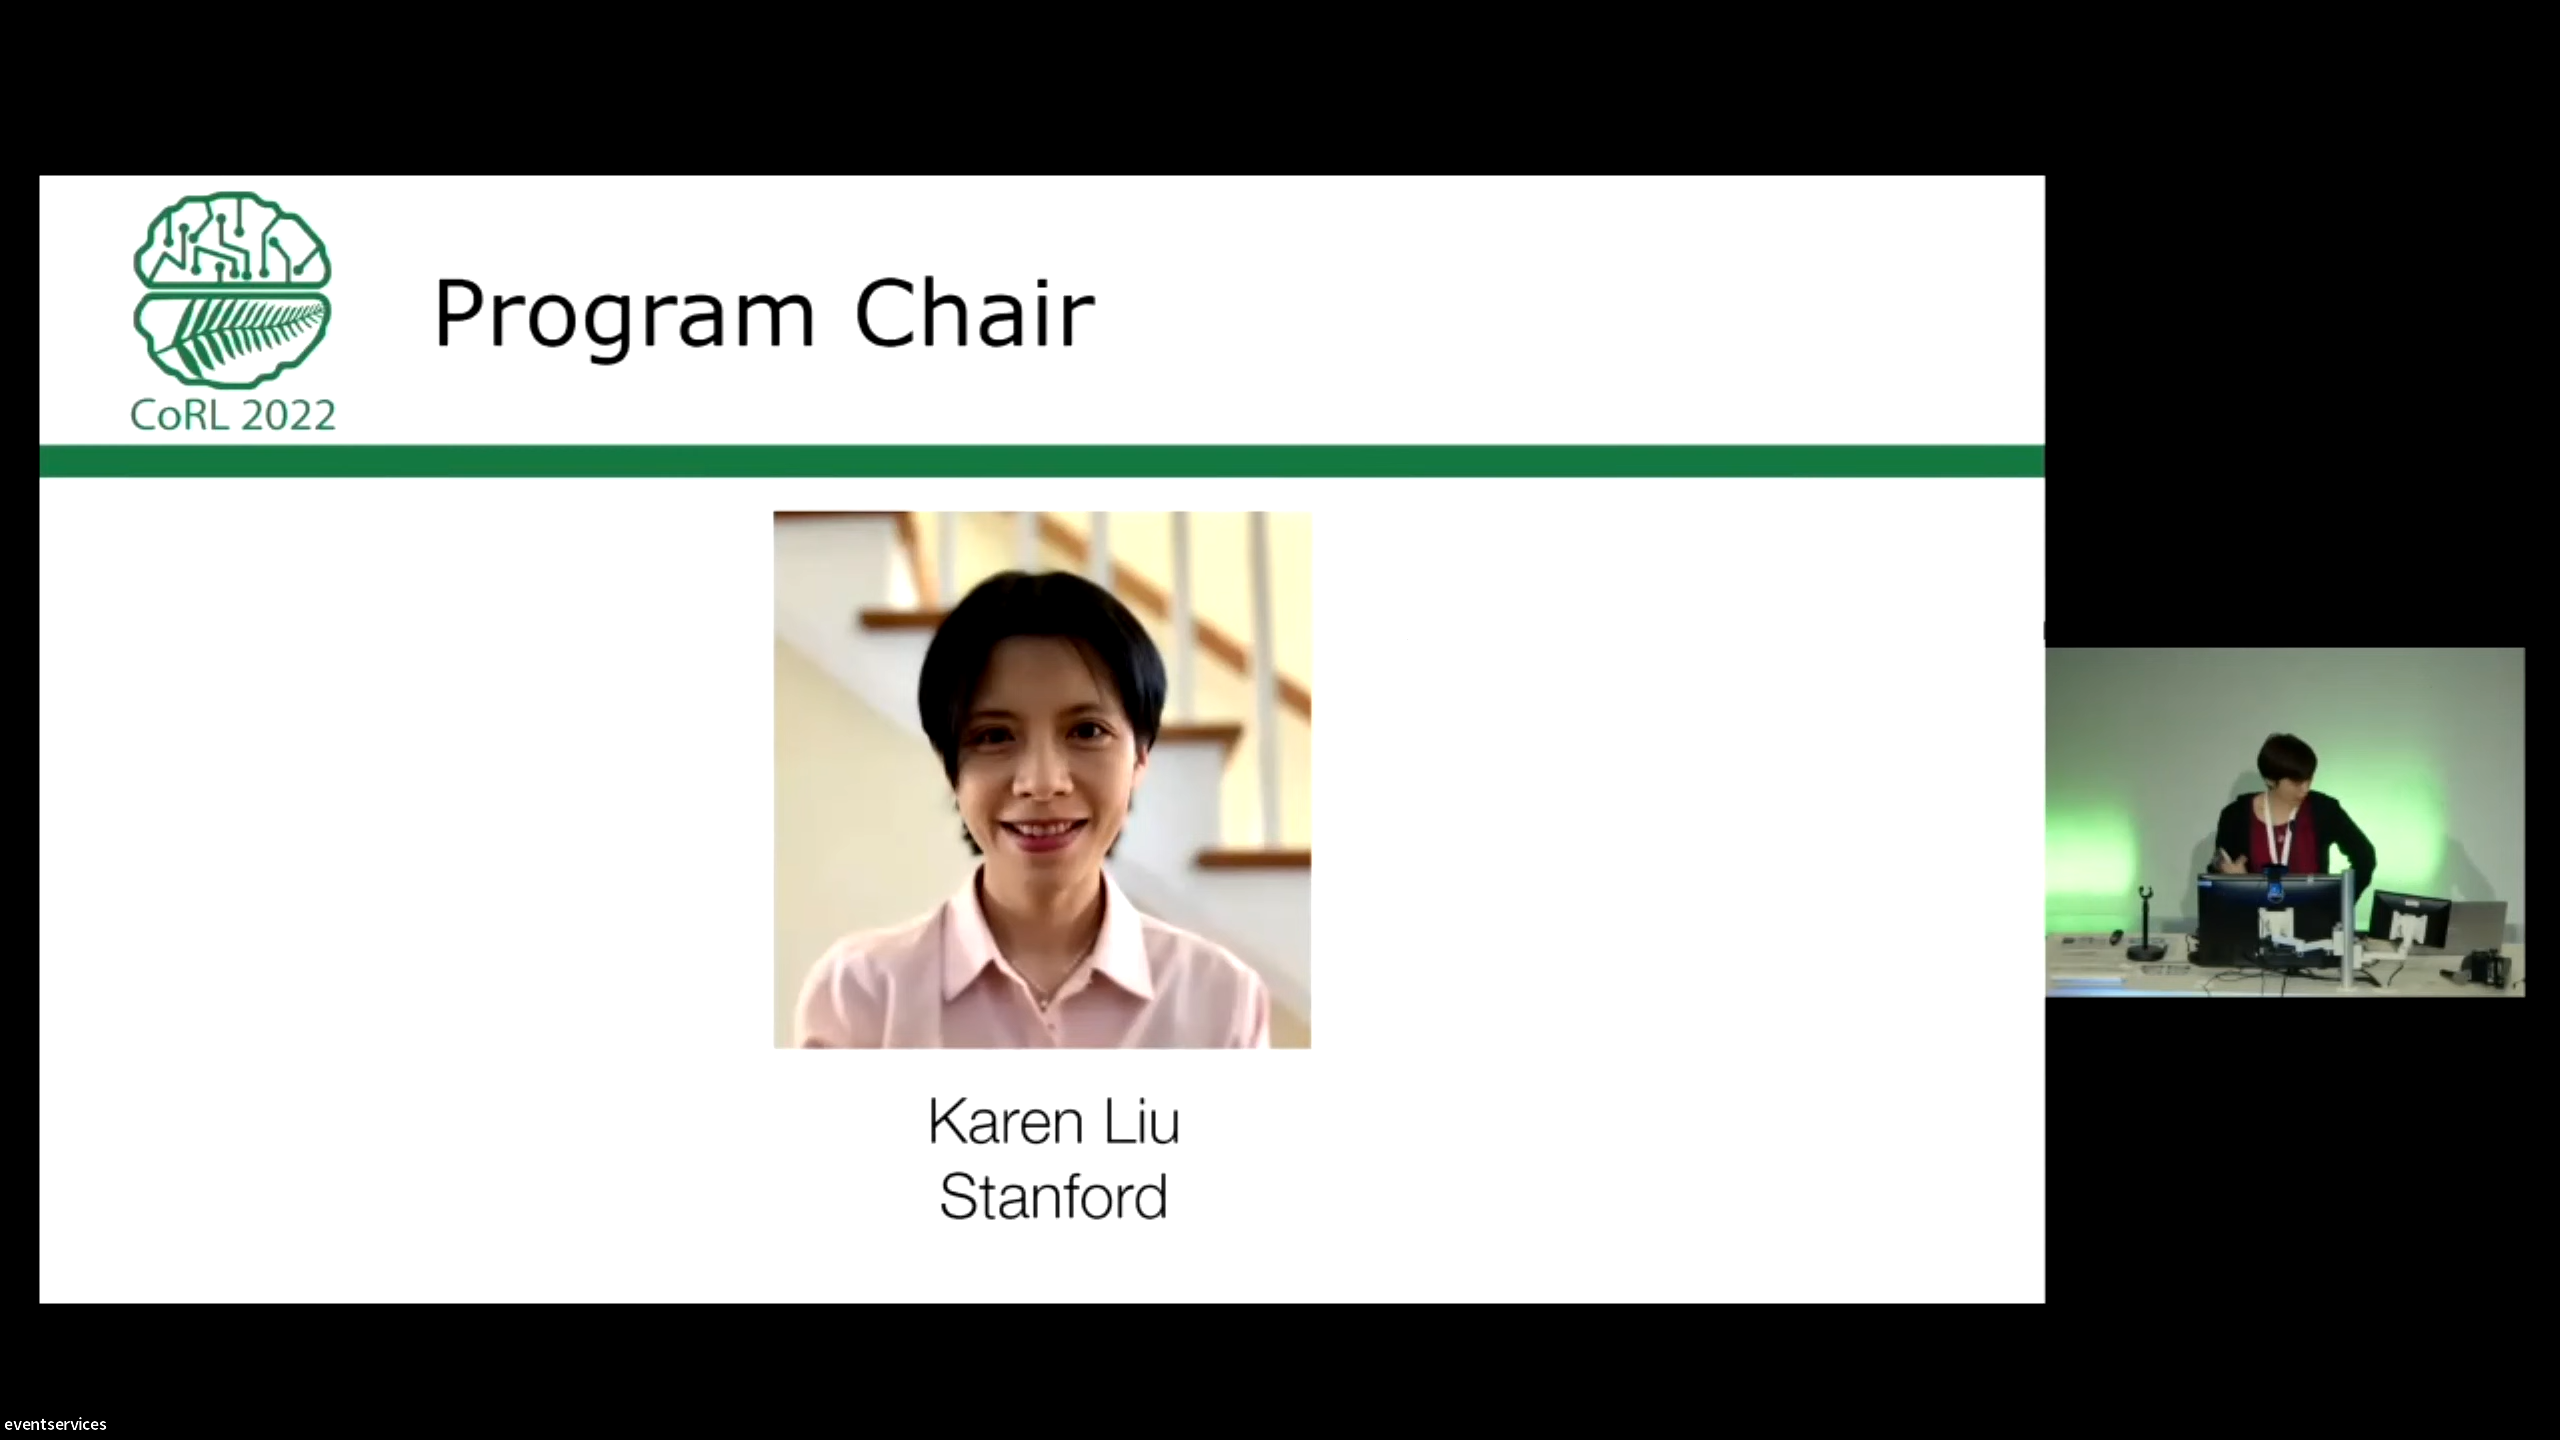 Program Chair
CoRL 2022
Karen Liu
Stanford
eventservices